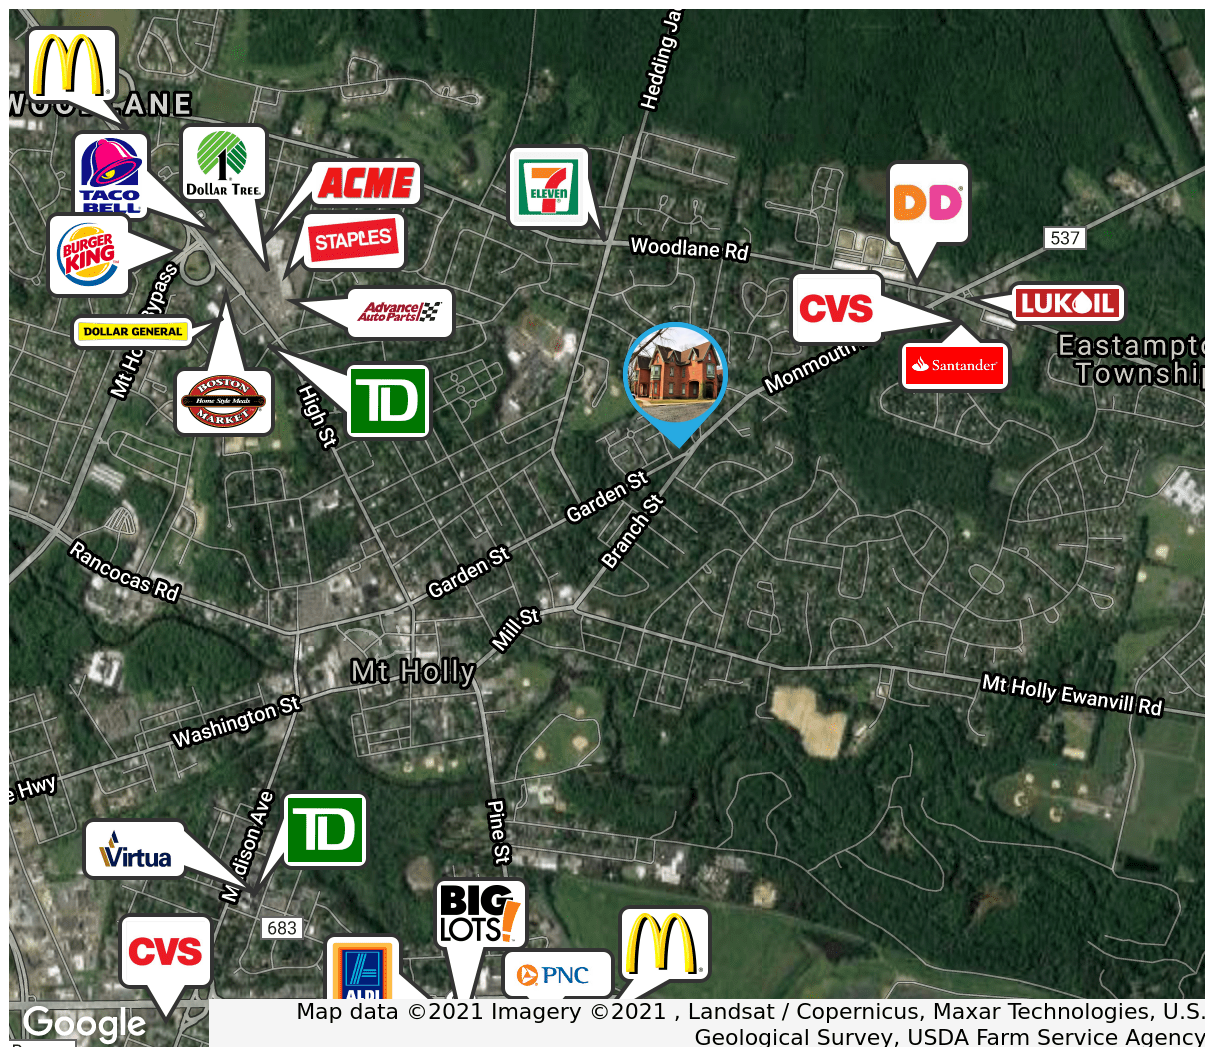 Hedding Ja
DOLLAR TREE
ACME
7
ELEVEN
TACO
BELL
STAPLES
DD
Woodlane Rd
537
BURGER
KING
Advance
Auto Parts
CVS
LUKOIL
DOLLAR GENERAL
Santander
Eastampto
Township
BOSTON
Home Style Meals
MARKET
TD
High St
Monmouth
Garden St
Branch St
Rancocas Rd
Garden St
Mill St
Mt Holly
Mt Holly Ewanvill Rd
Washington St
e Hwy
Madison Ave
Pine St
TD
Virtua
683
BIG
LOTS!
CVS
ALDI
PNC
Google
Map data ©2021 Imagery ©2021 , Landsat / Copernicus, Maxar Technologies, U.S.
Geological Survey, USDA Farm Service Agency